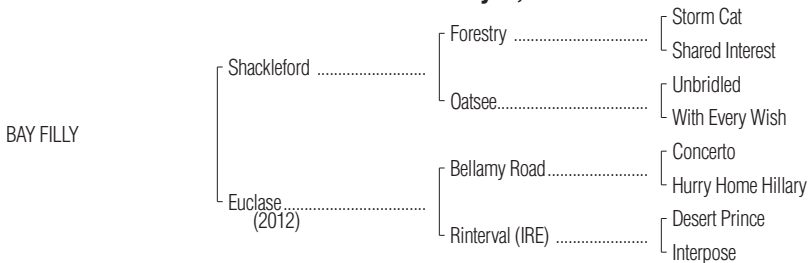 Storm Cat
Forestry
Shared Interest
Shackleford
Unbridled
Oatsee
With Every Wish
BAY FILLY
Concerto
Bellamy Road
Hurry Home Hillary
Euclase
(2012)
Desert Prince
Rinterval (IRE)
Interpose